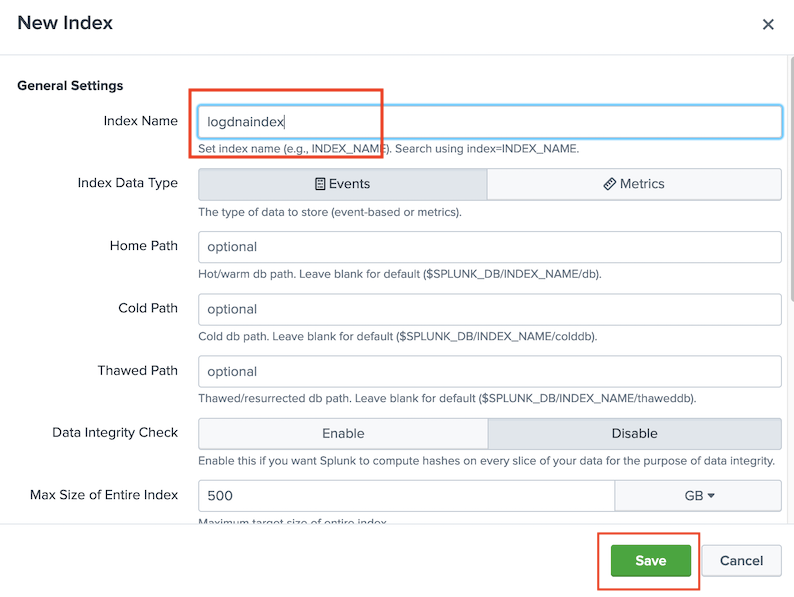 New Index
General Settings
Index Name
logdnaindex
Set index name (e.g., INDEX_NAME). Search using index=INDEX_NAME.
Index Data Type
Events
Metrics
The type of data to store (event-based or metrics).
Home Path
optional
Hot/warm db path. Leave blank for default ($SPLUNK_DB/INDEX_NAME/db).
Cold Path
optional
Cold db path. Leave blank for default ($SPLUNK_DB/INDEX_NAME/colddb).
Thawed Path
optional
Thawed/resurrected db path. Leave blank for default ($SPLUNK_DB/INDEX_NAME/thaweddb).
Data Integrity Check
Enable
Disable
Enable this if you want Splunk to compute hashes on every slice of your data for the purpose of data integrity.
Max Size of Entire Index
500
GB
Maximum target size of entire index.
Save
Cancel